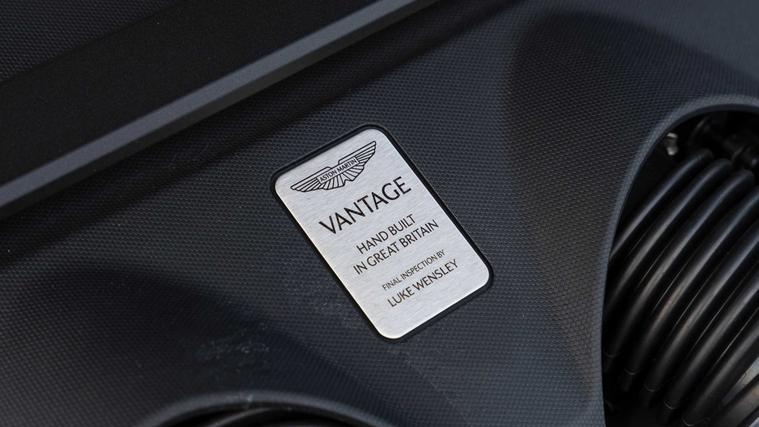 ASTON MARTIN
VANTAGE
HAND BUILT
IN GREAT BRITAIN
FINAL INSPECTION BY
LUKE WENSLEY